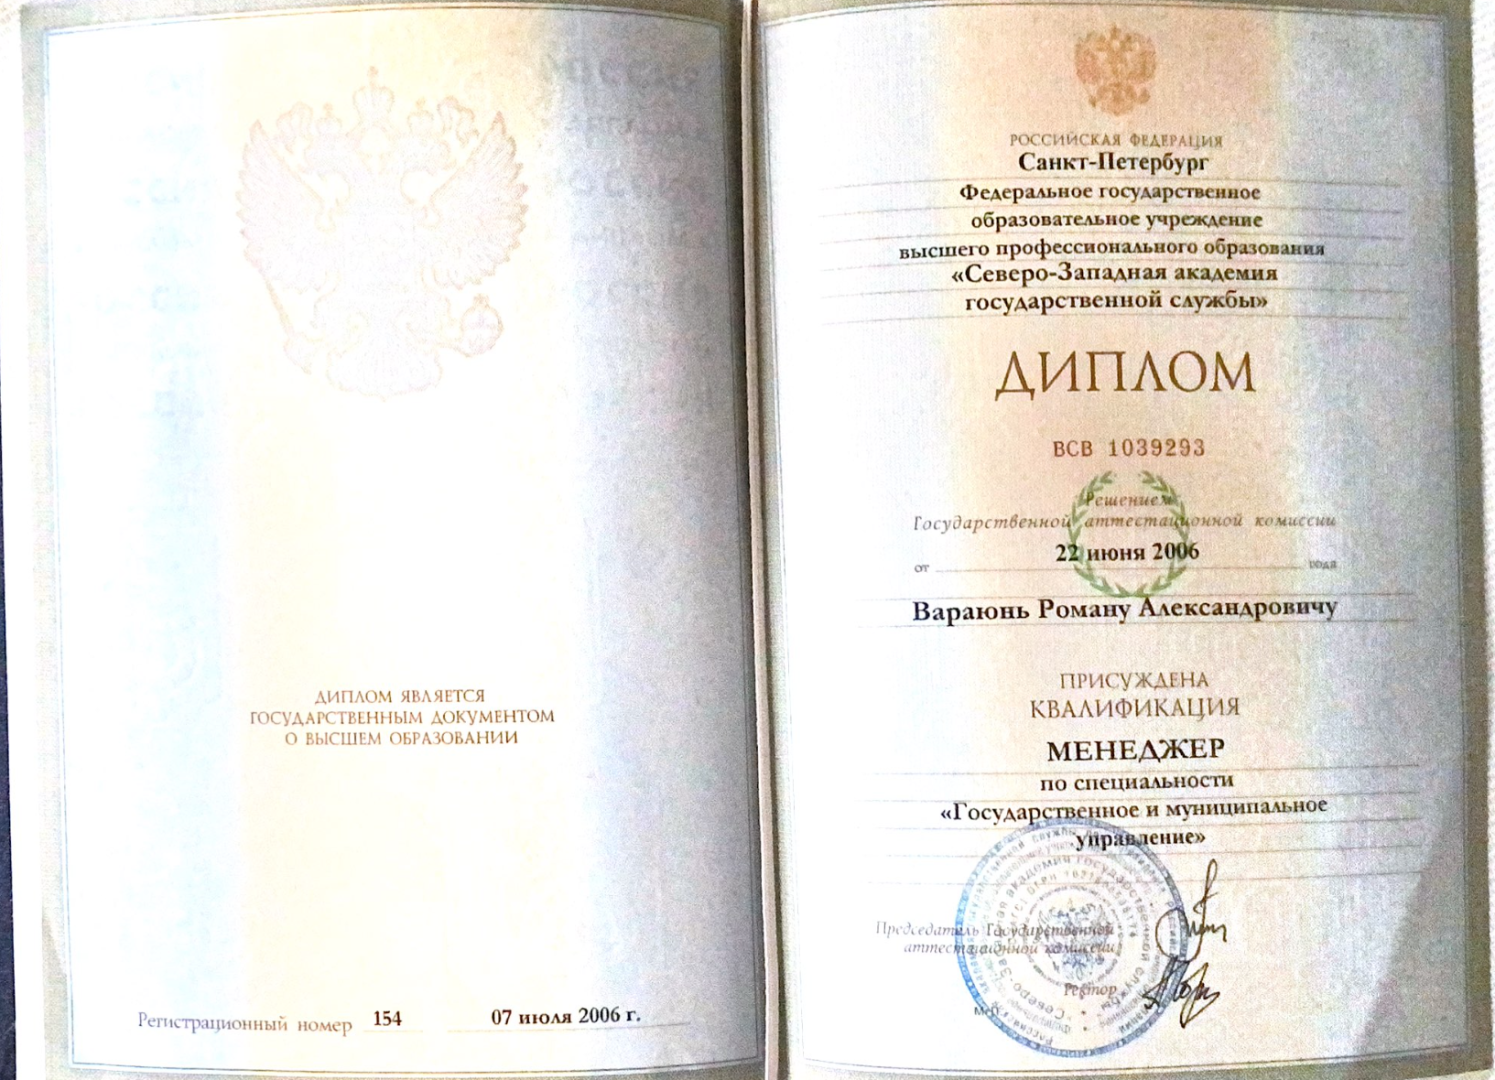 ДИПЛОМ ЯВЛЯЕТСЯ
ГОСУДАРСТВЕННЫМ ДОКУМЕНТОМ
О ВЫСШЕМ ОБРАЗОВАНИИ
Регистрационный номер 154 07 июля 2006 г.
РОССИЙСКАЯ ФЕДЕРАЦИЯ
Санкт-Петербург
Федеральное государственное
образовательное учреждение
высшего профессионального образования
«Северо-Западная академия
государственной службы»
ДИПЛОМ
ВСВ 1039293
Решением
Государственной аттестационной комиссии
от 22 июня 2006 года
Вараюнь Роману Александровичу
ПРИСУЖДЕНА
КВАЛИФИКАЦИЯ
МЕНЕДЖЕР
по специальности
«Государственное и муниципальное
управление»
Председатель Государственной
аттестационной комиссии
Ректор